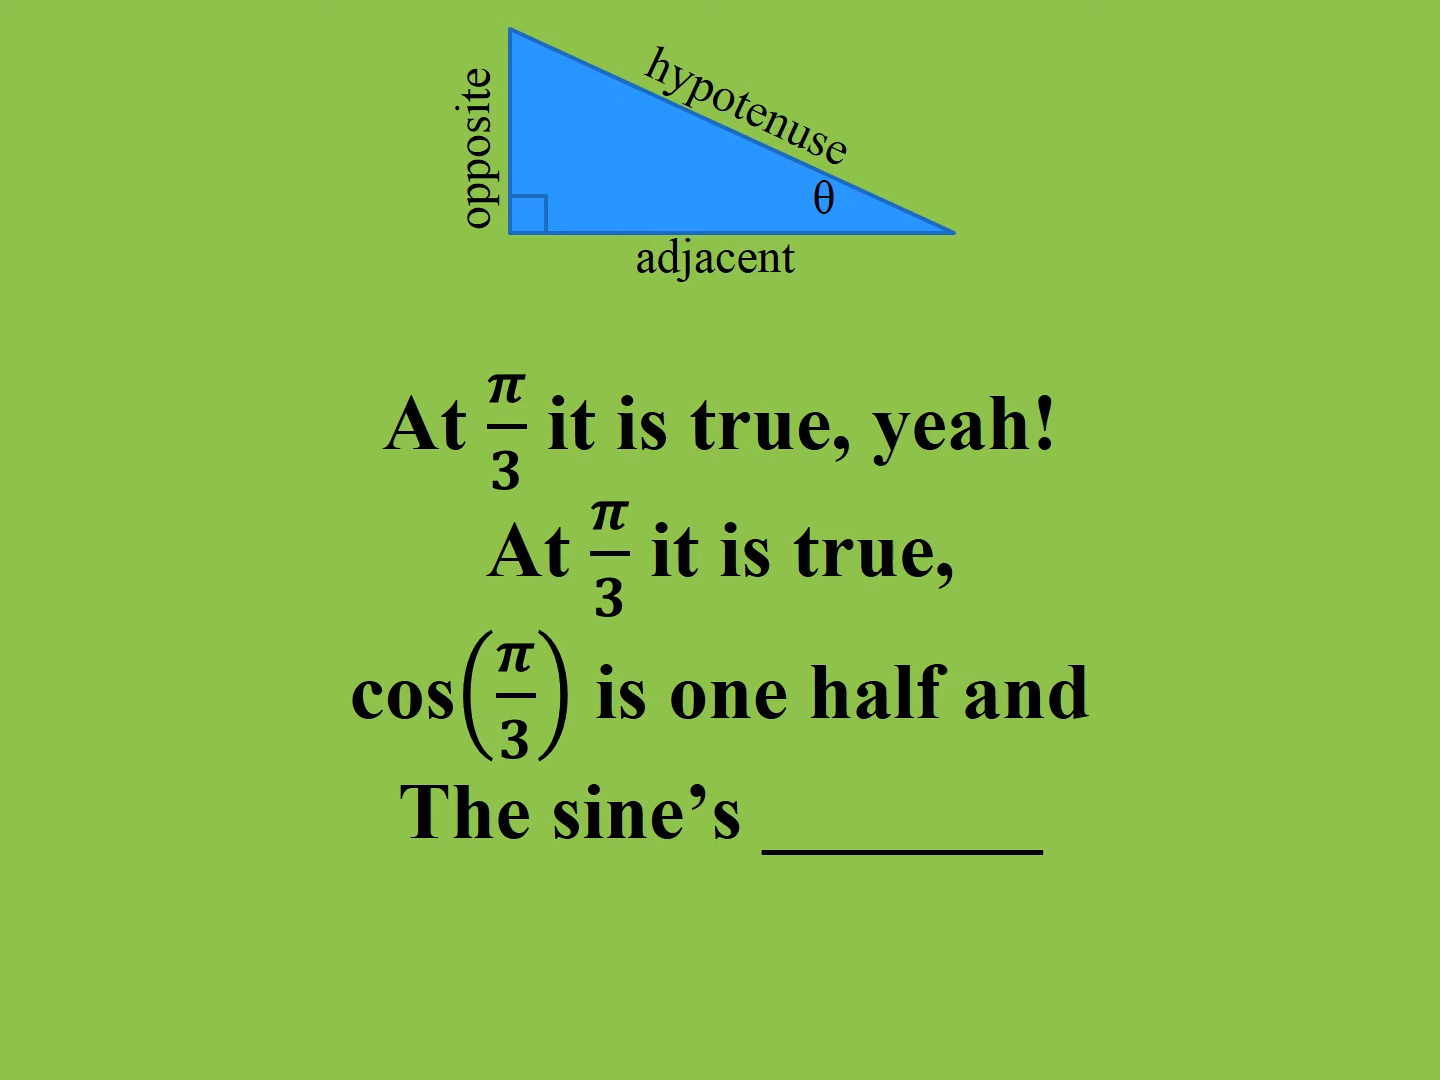 opposite
hypotenuse
θ
adjacent
At π/3 it is true, yeah!
At π/3 it is true,
cos(π/3) is one half and
The sine’s ________